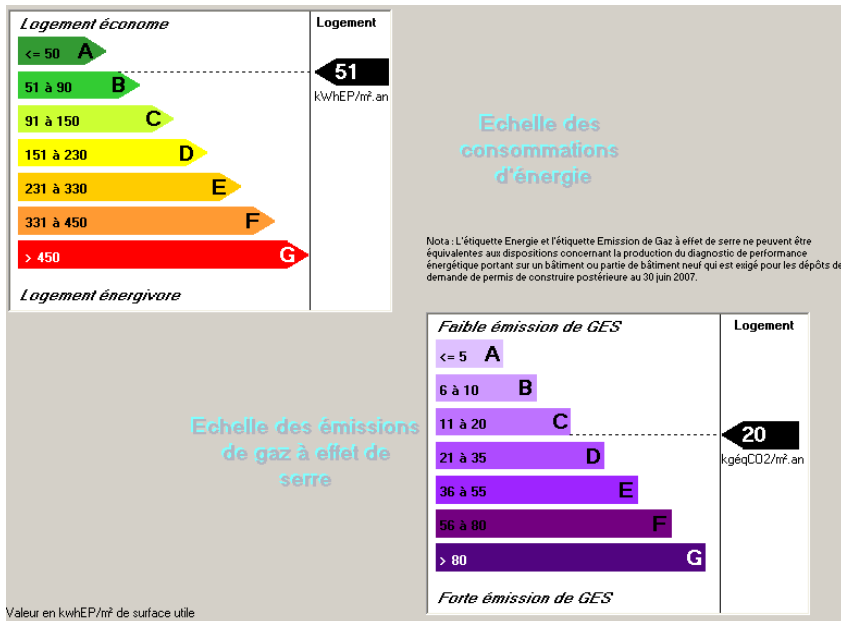 Logement économe
Logement
<= 50 A
51 à 90 B
51
kWhEP/m².an
91 à 150 C
151 à 230 D
231 à 330 E
331 à 450 F
> 450 G
Logement énergivore
Echelle des
consommations
d'énergie
Nota : L'étiquette Energie et l'étiquette Emission de Gaz à effet de serre ne peuvent être
équivalentes aux dispositions concernant la production du diagnostic de performance
énergétique portant sur un bâtiment ou partie de bâtiment neuf qui est exigé pour les dépôts de
demande de permis de construire postérieure au 30 juin 2007.
Faible émission de GES
Logement
<= 5 A
6 à 10 B
11 à 20 C
20
kgéqCO2/m².an
21 à 35 D
36 à 55 E
56 à 80 F
> 80 G
Forte émission de GES
Echelle des émissions
de gaz à effet de
serre
Valeur en kwhEP/m² de surface utile